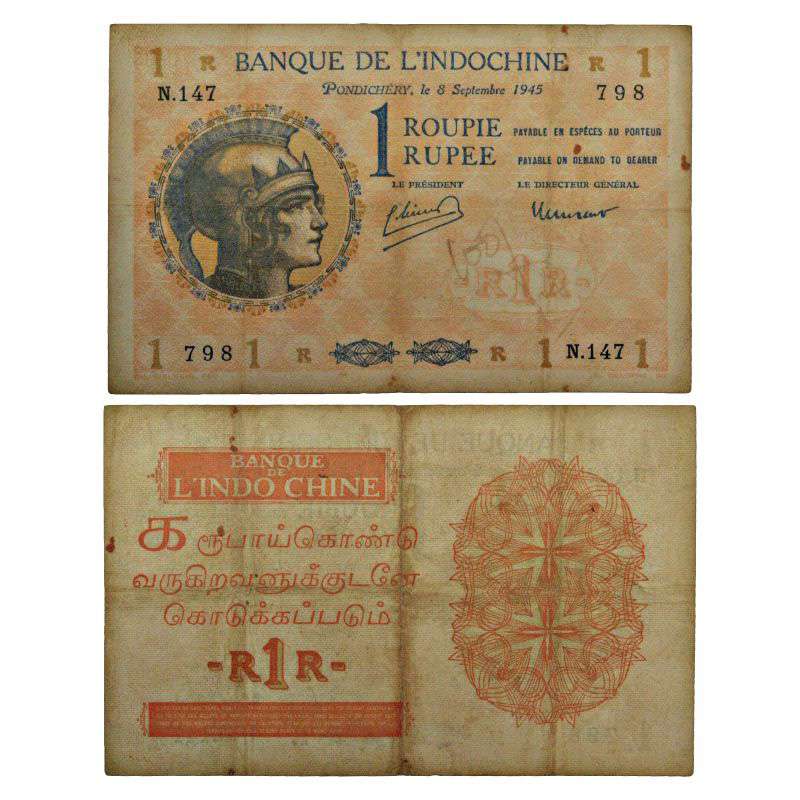 1 R BANQUE DE L'INDOCHINE R 1
N.147 PONDICHÉRY, le 8 Septembre 1945 798
1 ROUPIE PAYABLE EN ESPÈCES AU PORTEUR
RUPEE PAYABLE ON DEMAND TO BEARER
LE PRÉSIDENT LE DIRECTEUR GÉNÉRAL
-R1R-
1 798 1 R R 1 N.147 1
BANQUE
DE
L'INDO CHINE
க ரூபாய்கொண்டு
வருகிறவனுக்குடனே
கொடுக்கப்படும்
-R1R-